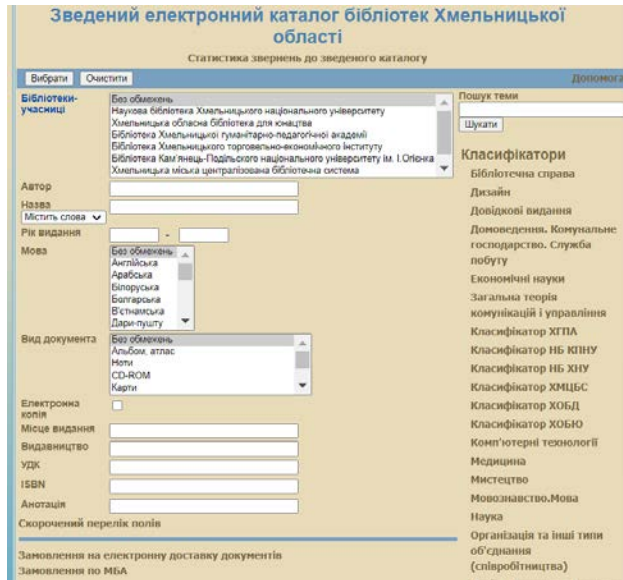 Зведений електронний каталог бібліотек Хмельницької
області
Статистика звернень до зведеного каталогу
Вибрати Очистити Допомога
Бібліотеки-
учасниці
Без обмежень
Наукова бібліотека Хмельницького національного університету
Хмельницька обласна бібліотека для юнацтва
Бібліотека Хмельницької гуманітарно-педагогічної академії
Бібліотека Хмельницького торговельно-економічного інституту
Бібліотека Кам'янець-Подільского національного університету ім. І.Огієнка
Хмельницька міська централізована бібліотечна система
Автор
Назва
Містить слова
Рік видання -
Мова
Без обмежень
Англійська
Арабська
Білоруська
Болгарська
В'єтнамська
Дари-пушту
Вид документа
Без обмежень
Альбом, атлас
Ноти
CD-ROM
Карти
Електронна
копія
Місце видання
Видавництво
УДК
ISBN
Анотація
Скорочений перелік полів
Замовлення на електронну доставку документів
Замовлення по МБА
Пошук теми
Шукати
Класифікатори
Бібліотечна справа
Дизайн
Довідкові видання
Домоведення. Комунальне
господарство. Служба
побуту
Економічні науки
Загальна теорія
комунікацій і управління
Класифікатор ХГПА
Класифікатор НБ КПНУ
Класифікатор НБ ХНУ
Класифікатор ХМЦБС
Класифікатор ХОБД
Класифікатор ХОБЮ
Комп'ютерні технології
Медицина
Мистецтво
Мовознавство.Мова
Наука
Організація та інші типи
об'єднання
(співробітництва)